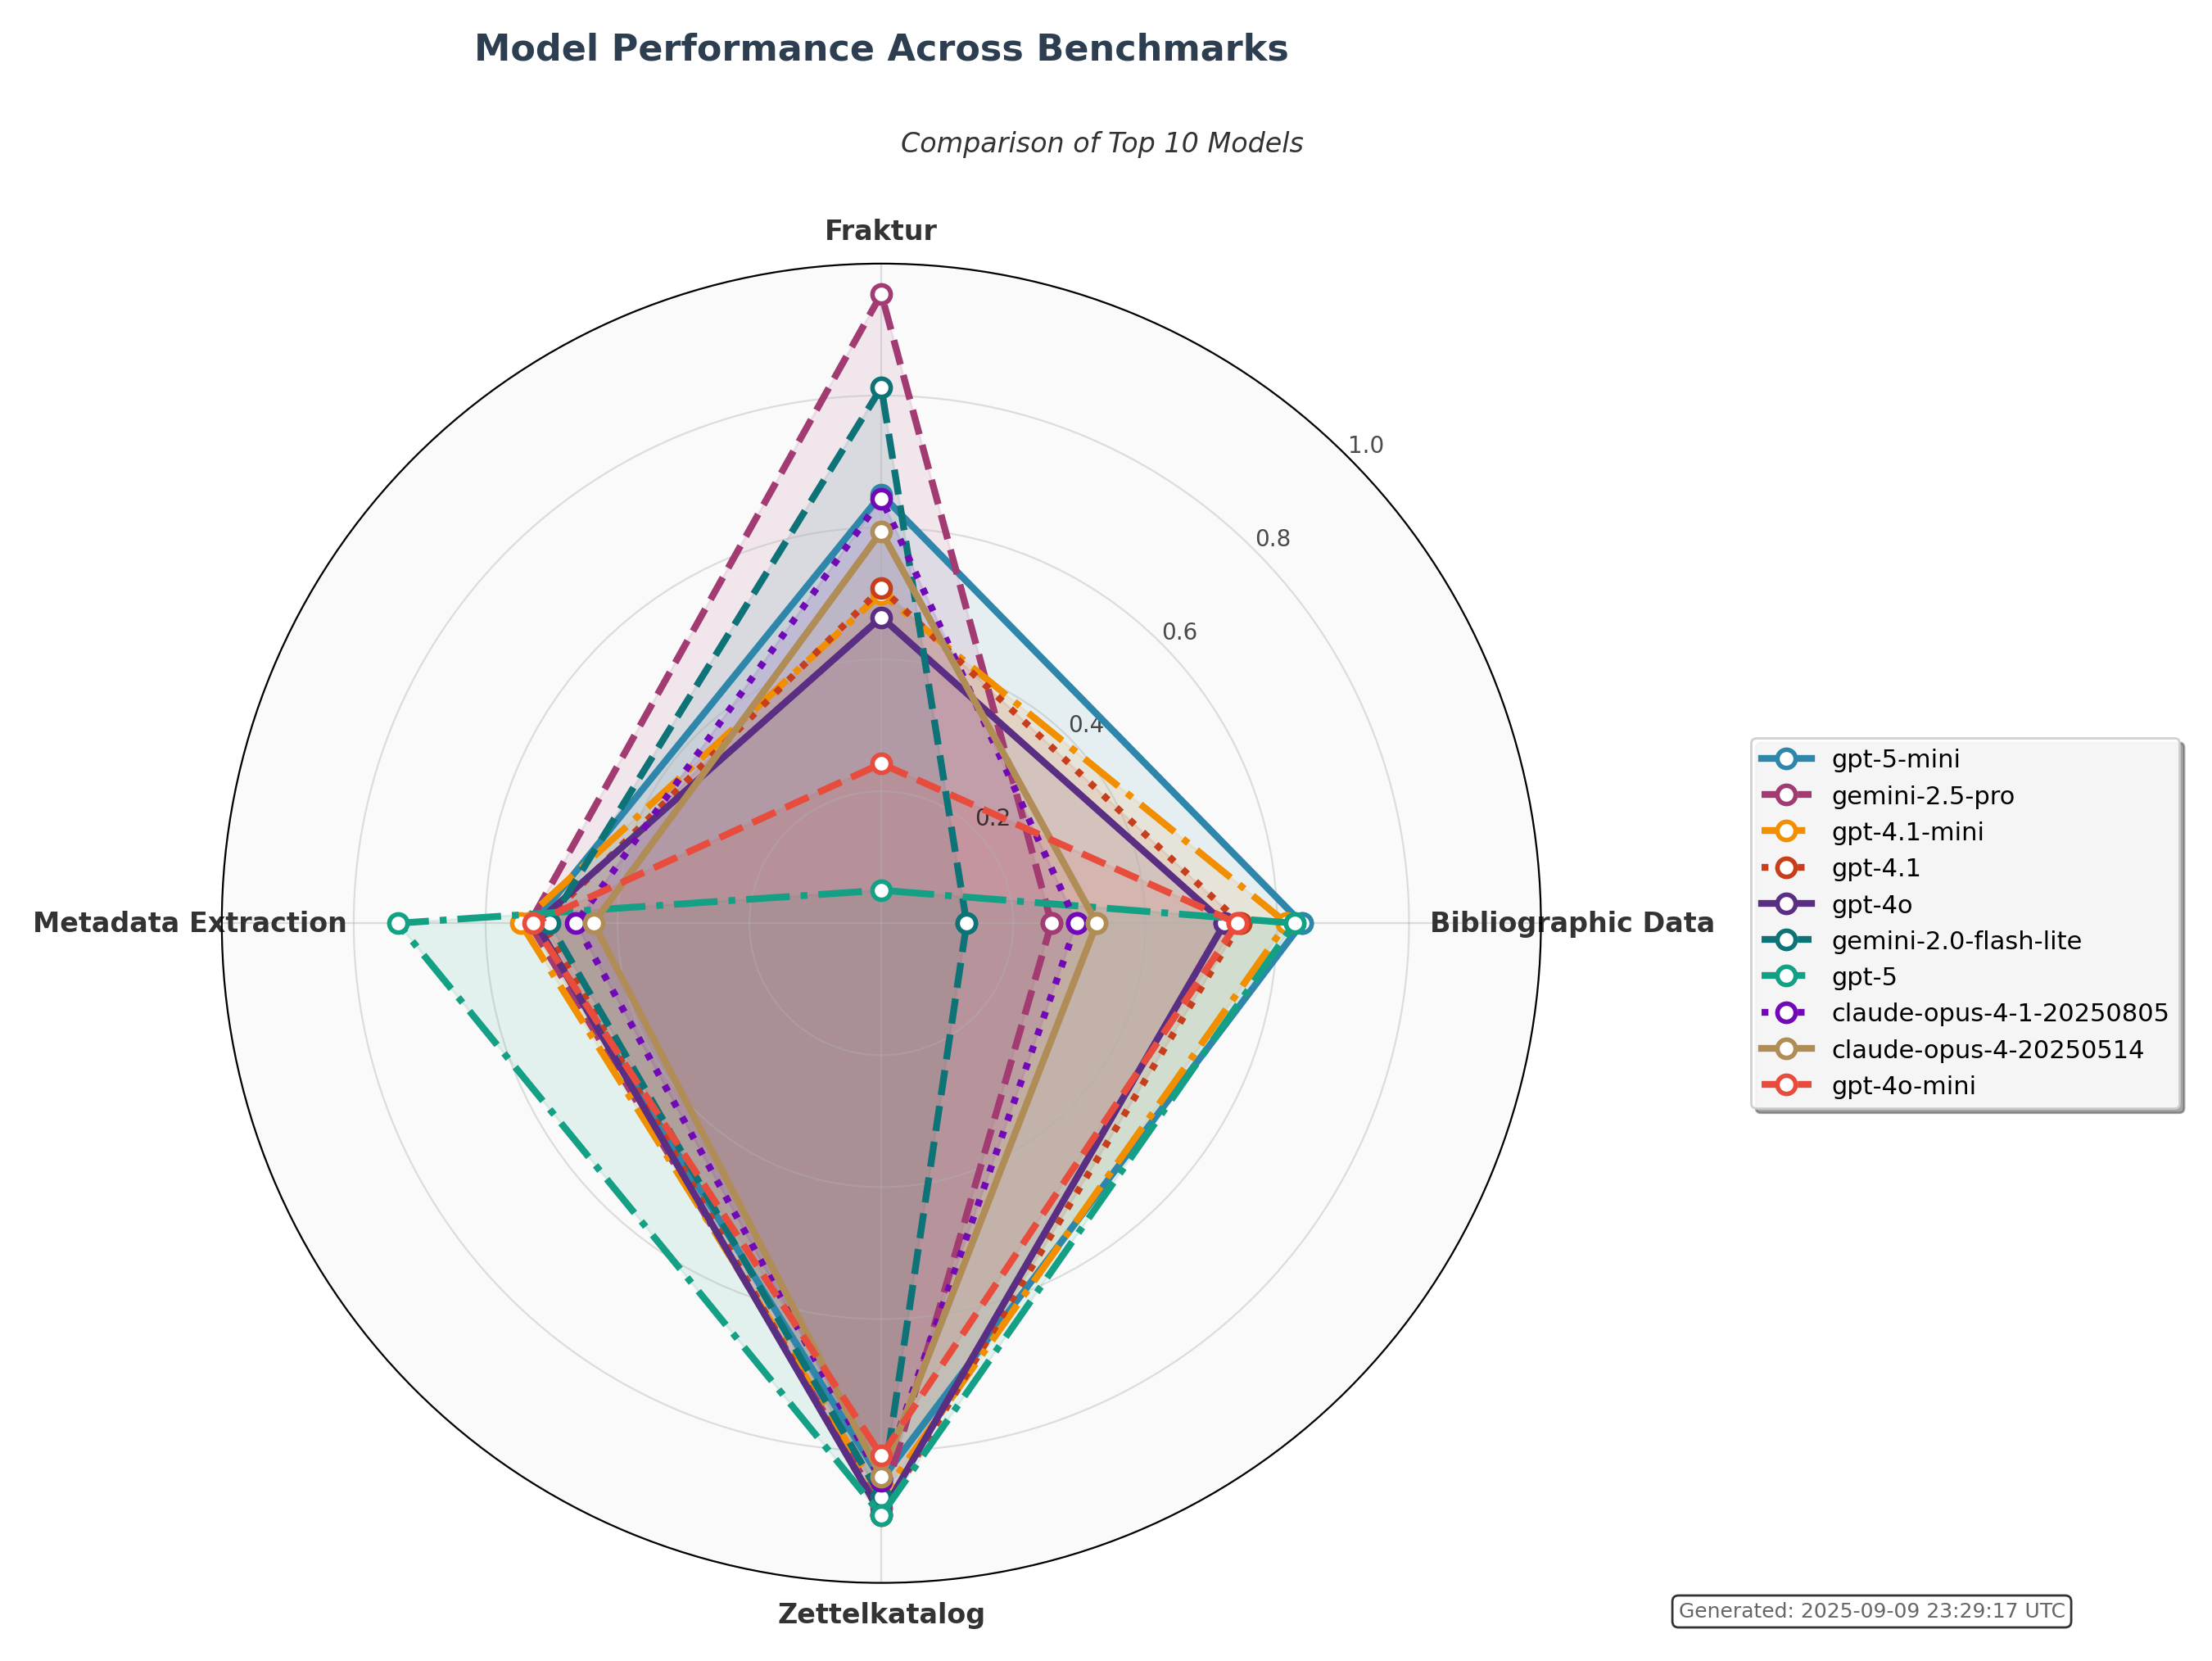 Model Performance Across Benchmarks
Comparison of Top 10 Models
Fraktur
1.0
0.8
0.6
0.4
0.2
Metadata Extraction
Bibliographic Data
gpt-5-mini
gemini-2.5-pro
gpt-4.1-mini
gpt-4.1
gpt-4o
gemini-2.0-flash-lite
gpt-5
claude-opus-4-1-20250805
claude-opus-4-20250514
gpt-4o-mini
Zettelkatalog
Generated: 2025-09-09 23:29:17 UTC